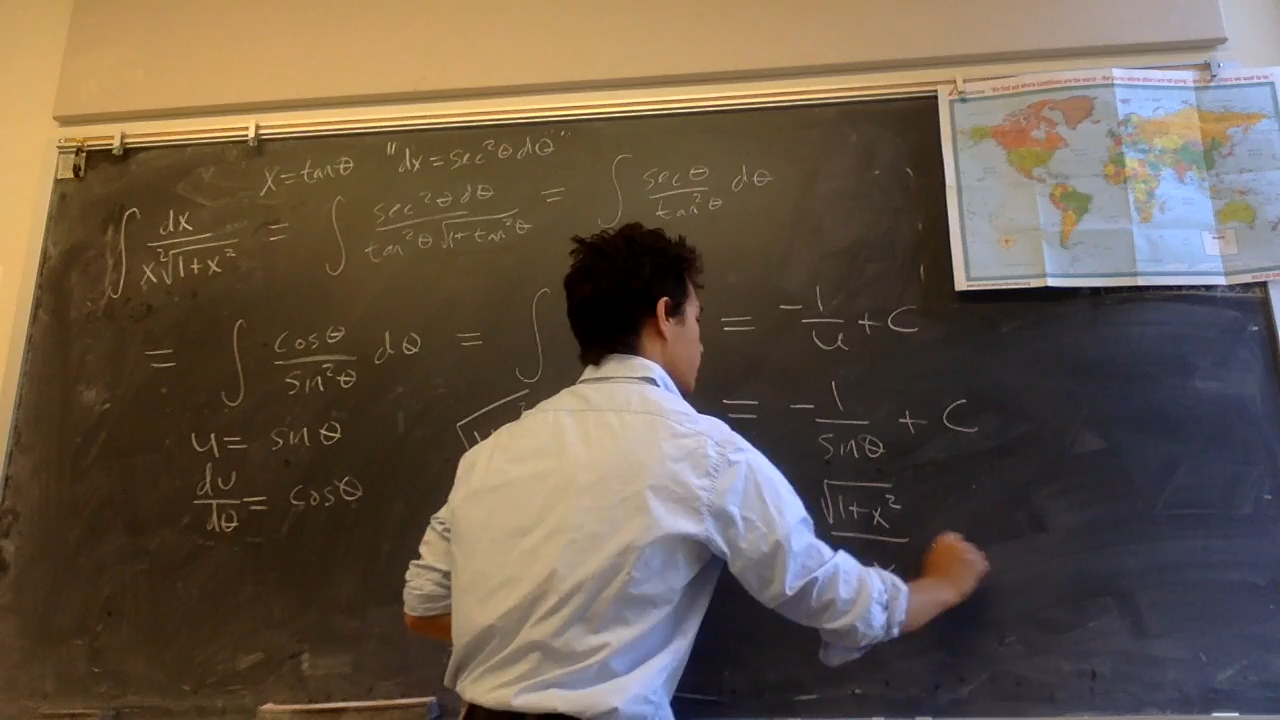 x = tanθ "dx = sec²θ dθ"
∫ dx / x²√1+x² = ∫ sec²θ dθ / tan²θ √1+tan²θ = ∫ secθ / tan²θ dθ
= ∫ cosθ / sin²θ dθ = ∫ = -1/u + C
u = sinθ = -1/sinθ + C
du/dθ = cosθ √1+x²